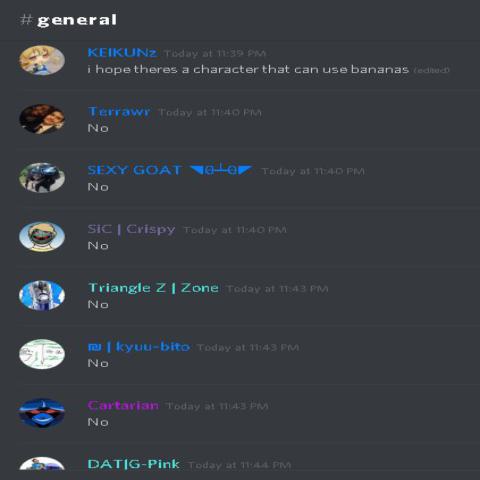 # general
KEIKUNz Today at 11:39 PM
i hope theres a character that can use bananas (edited)
Terrawr Today at 11:40 PM
No
SEXY GOAT ◥ᘮ┴ᘮ◤ Today at 11:40 PM
No
SiC | Crispy Today at 11:40 PM
No
Triangle Z | Zone Today at 11:43 PM
No
₪ | kyuu-bito Today at 11:43 PM
No
Cartarian Today at 11:43 PM
No
DAT|G-Pink Today at 11:44 PM